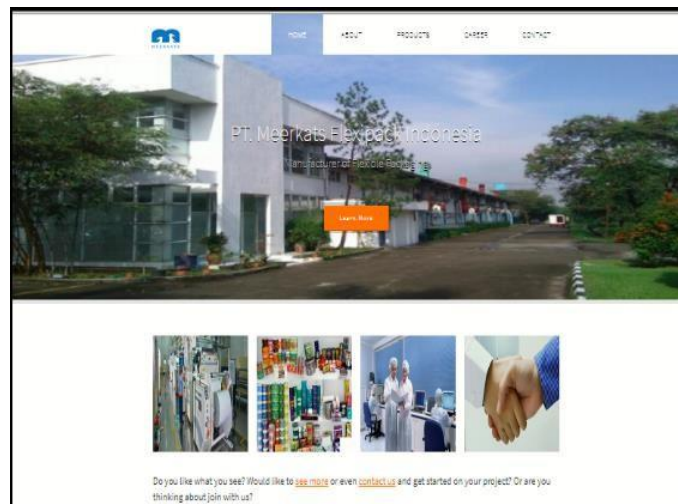 MEERKATS
HOME ABOUT PRODUCTS CAREER CONTACT
PT. Meerkats Flexipack Indonesia
Manufacturer of Flexible Packaging
Learn More
Do you like what you see? Would like to see more or even contact us and get started on your project? Or are you
thinking about join with us?